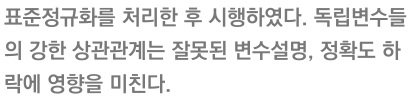 표준정규화를 처리한 후 시행하였다. 독립변수들
의 강한 상관관계는 잘못된 변수설명, 정확도 하
락에 영향을 미친다.